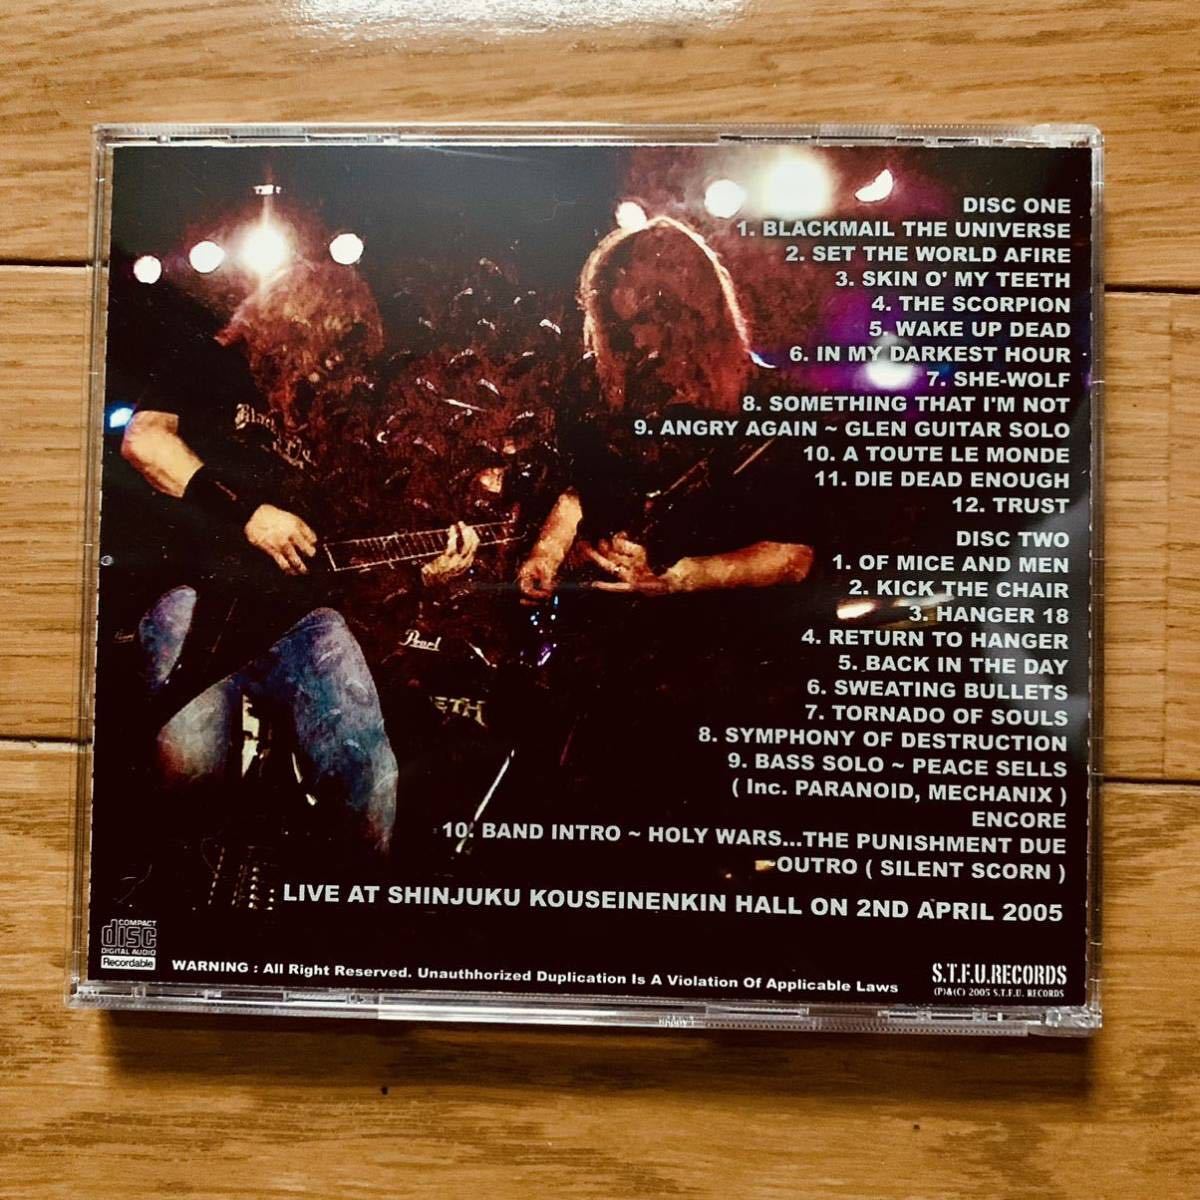 DISC ONE
1. BLACKMAIL THE UNIVERSE
2. SET THE WORLD AFIRE
3. SKIN O' MY TEETH
4. THE SCORPION
5. WAKE UP DEAD
6. IN MY DARKEST HOUR
7. SHE-WOLF
8. SOMETHING THAT I'M NOT
9. ANGRY AGAIN ~ GLEN GUITAR SOLO
10. A TOUTE LE MONDE
11. DIE DEAD ENOUGH
12. TRUST
DISC TWO
1. OF MICE AND MEN
2. KICK THE CHAIR
3. HANGER 18
4. RETURN TO HANGER
5. BACK IN THE DAY
6. SWEATING BULLETS
7. TORNADO OF SOULS
8. SYMPHONY OF DESTRUCTION
9. BASS SOLO ~ PEACE SELLS
( Inc. PARANOID, MECHANIX )
ENCORE
10. BAND INTRO ~ HOLY WARS...THE PUNISHMENT DUE
~OUTRO ( SILENT SCORN )
LIVE AT SHINJUKU KOUSEINENKIN HALL ON 2ND APRIL 2005
Pearl
ETH
COMPACT
disc
DIGITAL AUDIO
Recordable
WARNING : All Right Reserved. Unauthhorized Duplication Is A Violation Of Applicable Laws
S.T.F.U.RECORDS
(P)&(C) 2005 S.T.F.U. RECORDS